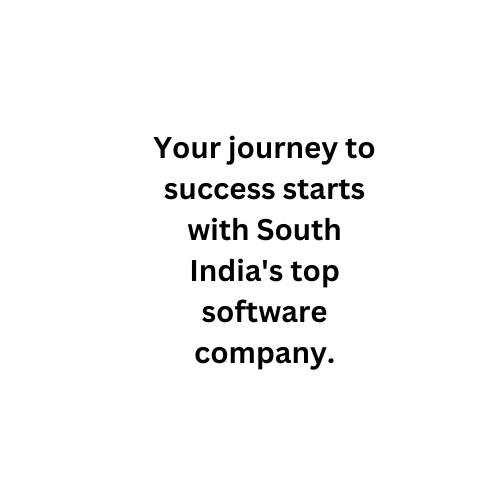 Your journey to
success starts
with South
India's top
software
company.